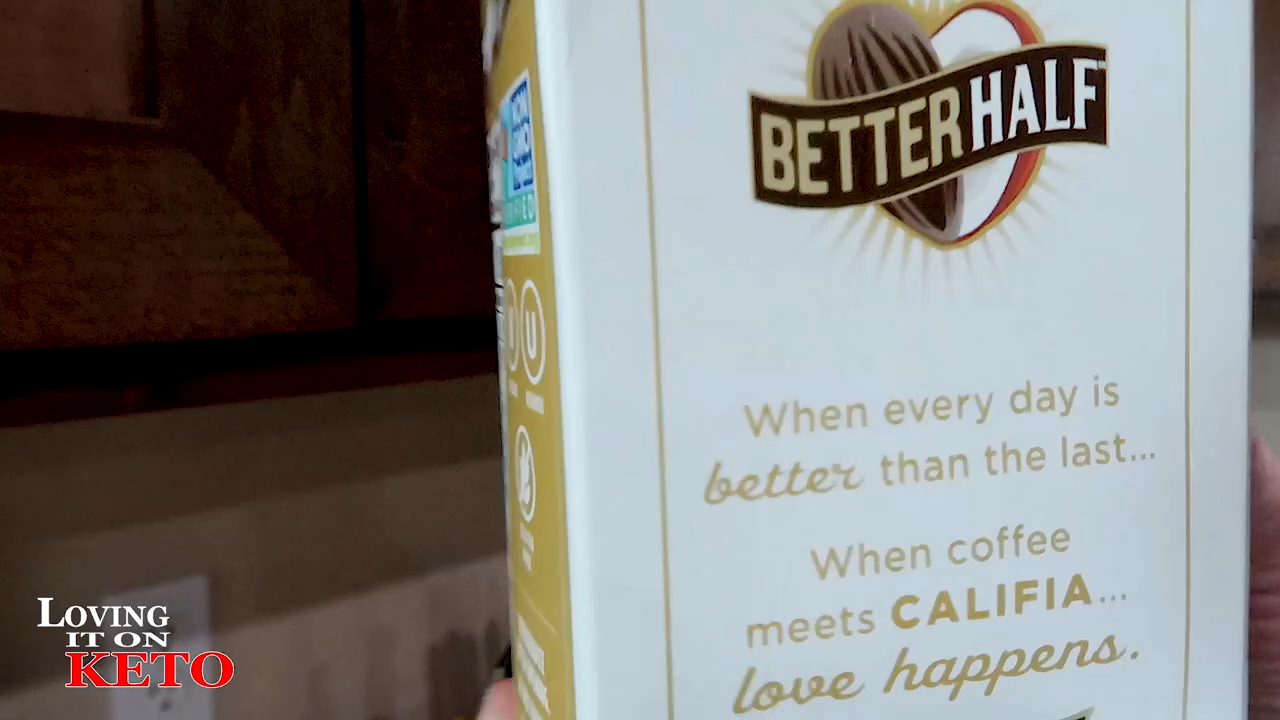 BETTER HALF
When every day is
better than the last...
When coffee
meets CALIFIA...
love happens.
U
LOVING
IT ON
KETO